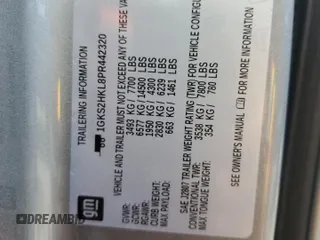 TRAILERING INFORMATION
1GKS2HKL8PR442320
VEHICLE AND TRAILER MUST NOT EXCEED ANY OF THESE VALUES
GVWR: 3493 KG / 7700 LBS
GCWR: 6577 KG / 14500 LBS
RGAWR: 1950 KG / 4300 LBS
CURB WEIGHT: 2830 KG / 6239 LBS
MAX. PAYLOAD: 663 KG / 1461 LBS
SAE J2807 TRAILER WEIGHT RATING (TWR) FOR VEHICLE CONFIGURATION
CONVENTIONAL TWR: 3538 KG / 7800 LBS
MAX TONGUE WEIGHT: 354 KG / 780 LBS
SEE OWNER'S MANUAL FOR
gm
DREAMBID